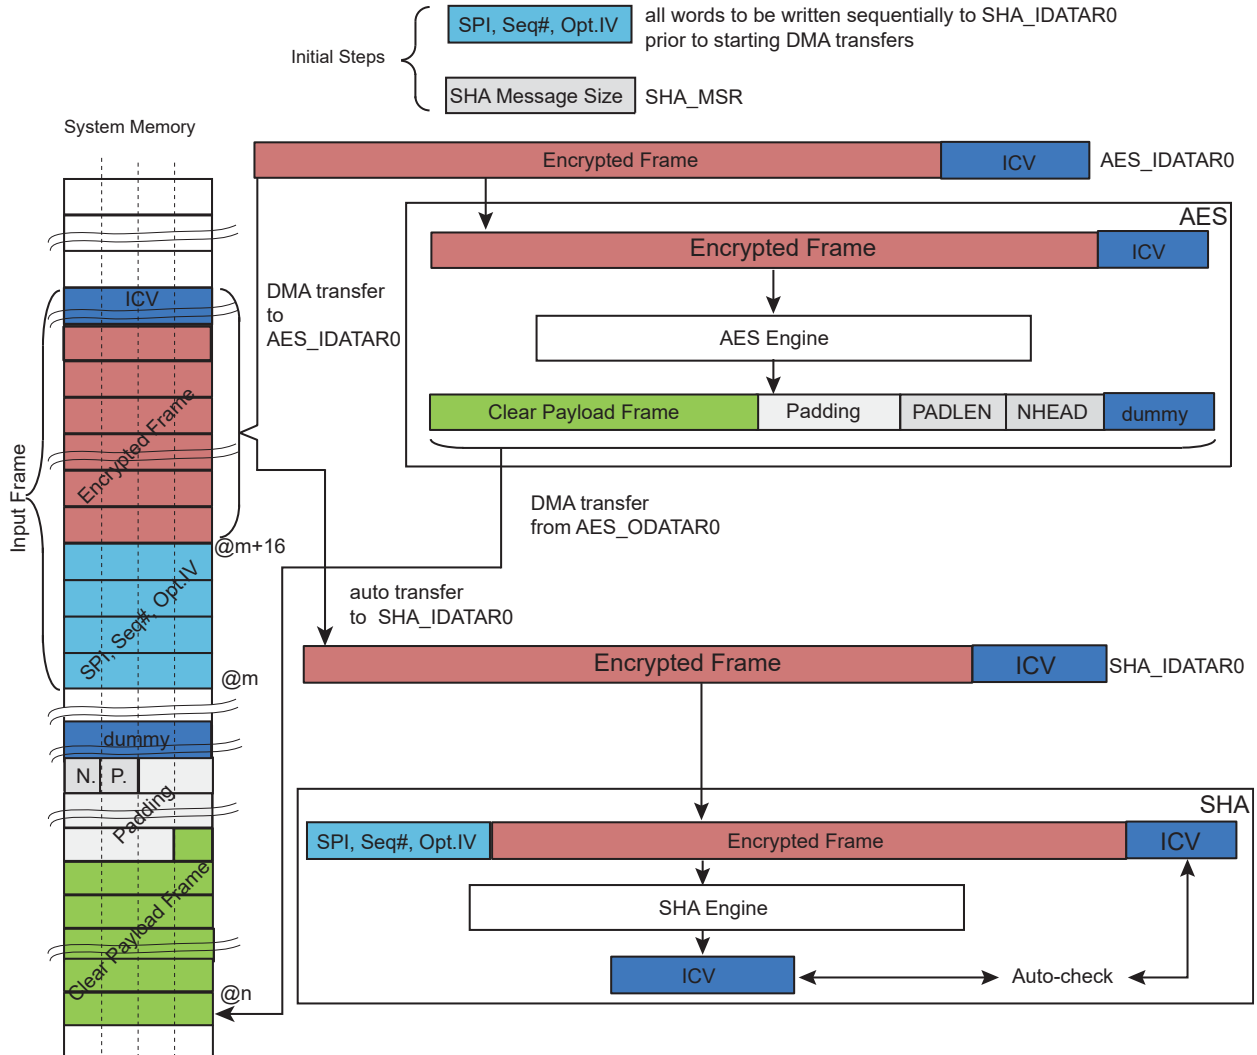 SPI, Seq#, Opt.IV
all words to be written sequentially to SHA_IDATAR0
prior to starting DMA transfers
Initial Steps
SHA Message Size
SHA_MSR
System Memory
Encrypted Frame
ICV
AES_IDATAR0
AES
Encrypted Frame
ICV
ICV
DMA transfer
to
AES_IDATAR0
AES Engine
Clear Payload Frame
Padding
PADLEN
NHEAD
dummy
Encrypted Frame
Input Frame
DMA transfer
from AES_ODATAR0
@m+16
SPI, Seq#, Opt.IV
auto transfer
to SHA_IDATAR0
Encrypted Frame
ICV
SHA_IDATAR0
@m
dummy
N.
P.
Padding
SHA
SPI, Seq#, Opt.IV
Encrypted Frame
ICV
SHA Engine
Clear Payload Frame
ICV
Auto-check
@n